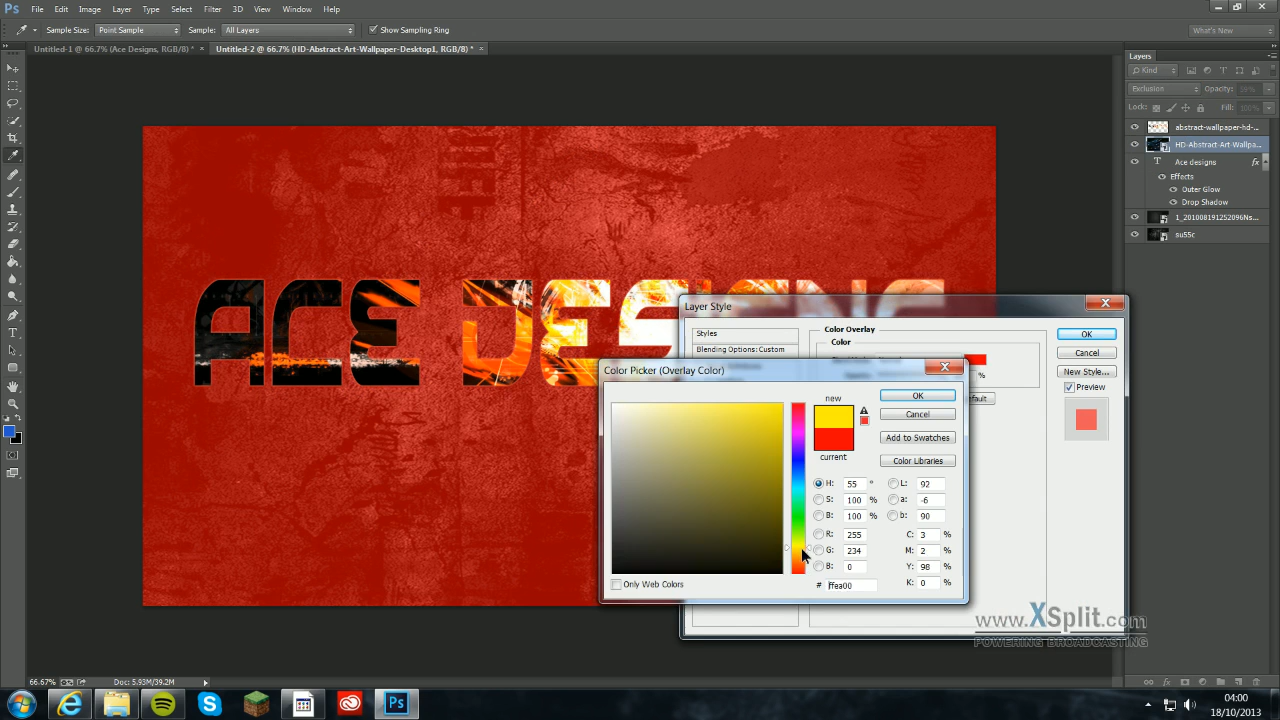 Ps File Edit Image Layer Type Select Filter 3D View Window Help
Sample Size: Point Sample Sample: All Layers Show Sampling Ring What's New
Untitled-1 @ 66.7% (Ace Designs, RGB/8) * × Untitled-2 @ 66.7% (HD-Abstract-Art-Wallpaper-Desktop1, RGB/8) * ×
Layers
Kind
Exclusion Opacity: 59%
Lock: Fill: 100%
abstract-wallpaper-hd-...
HD-Abstract-Art-Wallpa...
Ace designs fx
Effects
Outer Glow
Drop Shadow
1_201008191252096Ns...
su55c
ACE DESIGNS
Layer Style
Styles
Blending Options: Custom
Color Overlay
Color
%
OK
Cancel
New Style...
Preview
Color Picker (Overlay Color)
new
current
OK
Cancel
Add to Swatches
Color Libraries
H: 55 ° L: 92
S: 100 % a: -6
B: 100 % b: 90
R: 255 C: 3 %
G: 234 M: 2 %
B: 0 Y: 98 %
# ffea00 K: 0 %
Only Web Colors
www.XSplit.com
POWERING BROADCASTING
66.67% Doc: 5.93M/39.2M
04:00
18/10/2013